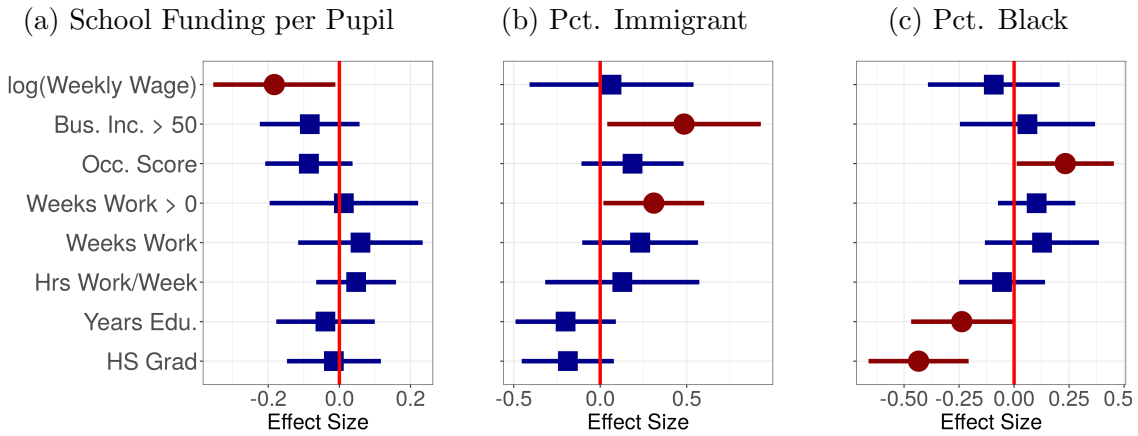 (a) School Funding per Pupil
(b) Pct. Immigrant
(c) Pct. Black
log(Weekly Wage)
Bus. Inc. > 50
Occ. Score
Weeks Work > 0
Weeks Work
Hrs Work/Week
Years Edu.
HS Grad
-0.2 0.0 0.2
Effect Size
-0.5 0.0 0.5
Effect Size
-0.50 -0.25 0.00 0.25 0.50
Effect Size